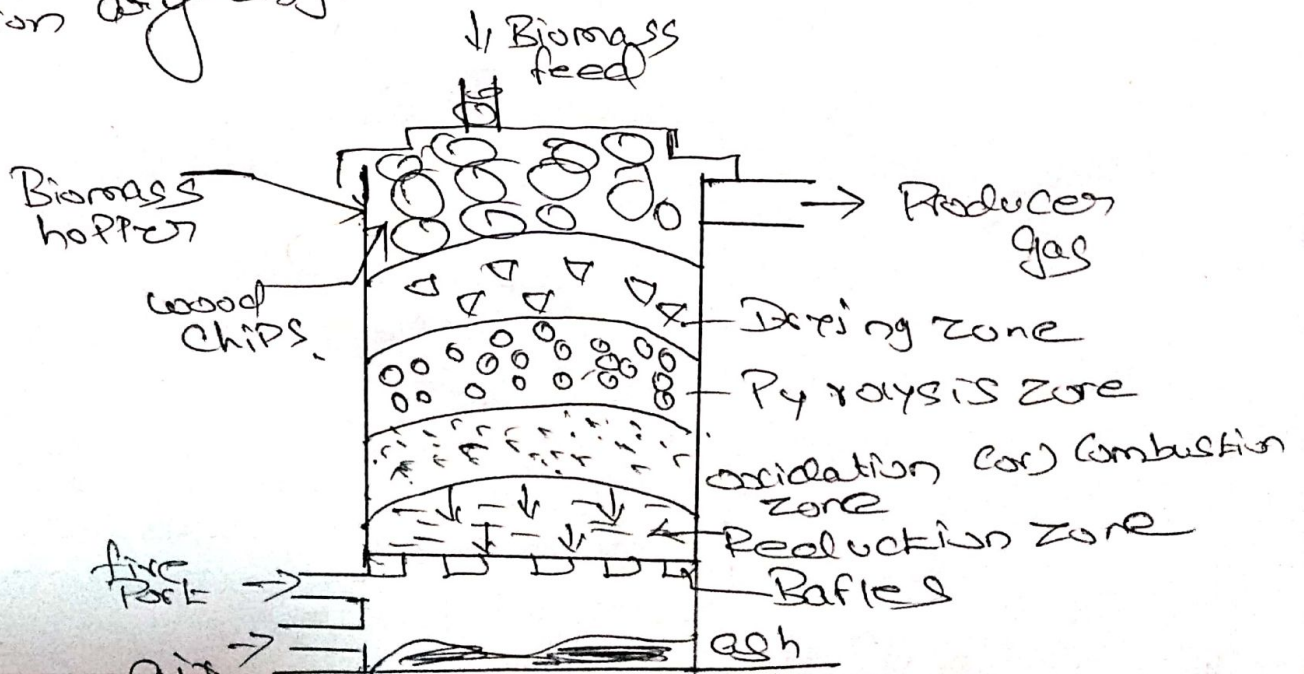 ↓ Biomass
feed
Biomass
hopper
→ Producer
gas
wood
chips.
Drying zone
Pyrolysis zone
oxidation (or) Combustion
zone
Reduction zone
fire
Port
Bafles
ash
air